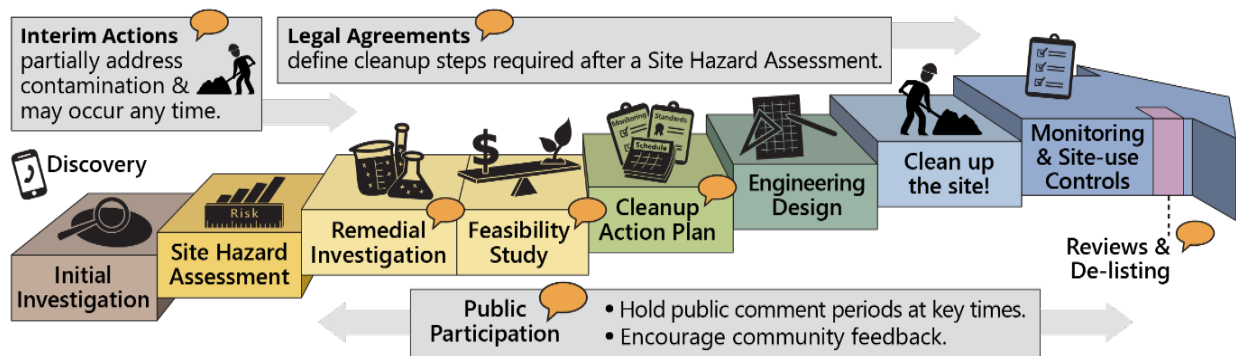 Interim Actions
partially address
contamination &
may occur any time.
Legal Agreements
define cleanup steps required after a Site Hazard Assessment.
Discovery
Initial
Investigation
Risk
Site Hazard
Assessment
Remedial
Investigation
$
Feasibility
Study
Monitoring
Standards
Schedule
Cleanup
Action Plan
Engineering
Design
Clean up
the site!
Monitoring
& Site-use
Controls
Reviews &
De-listing
Public
Participation
• Hold public comment periods at key times.
• Encourage community feedback.